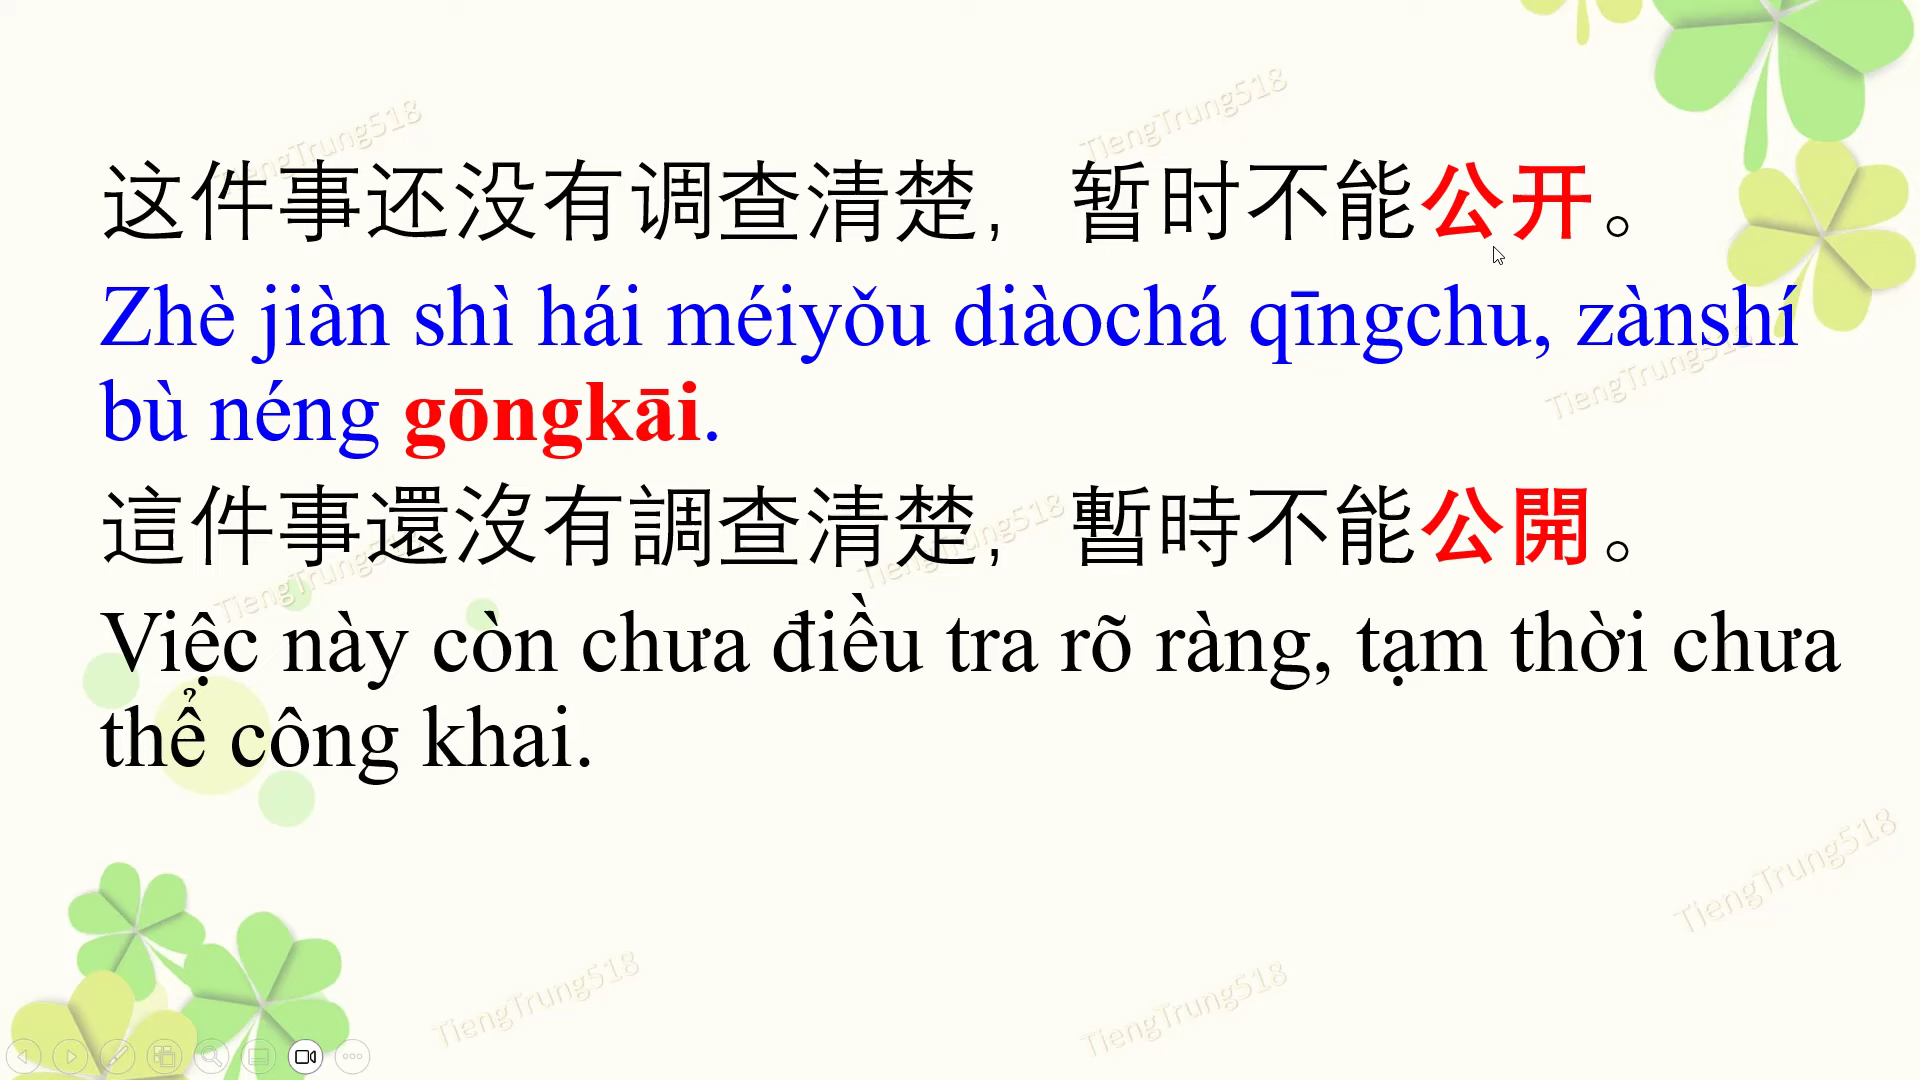 这件事还没有调查清楚，暂时不能公开。
Zhè jiàn shì hái méiyǒu diàochá qīngchu, zànshí
bù néng gōngkāi.
這件事還沒有調查清楚，暫時不能公開。
Việc này còn chưa điều tra rõ ràng, tạm thời chưa
thể công khai.
TiengTrung518
TiengTrung518
TiengTrung518
TiengTrung518
TiengTrung518
TiengTrung518
TiengTrung518
TiengTrung518